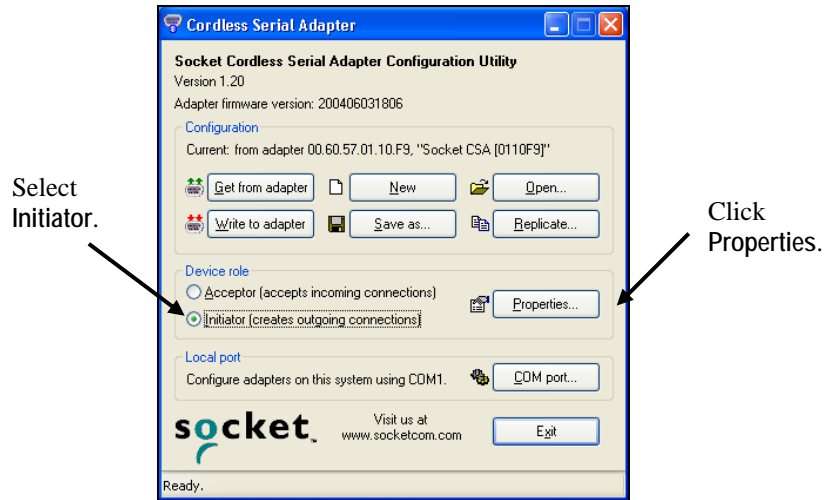 Cordless Serial Adapter
Socket Cordless Serial Adapter Configuration Utility
Version 1.20
Adapter firmware version: 200406031806
Configuration
Current: from adapter 00.60.57.01.10.F9, "Socket CSA [0110F9]"
Get from adapter New Open...
Write to adapter Save as... Replicate...
Select
Initiator.
Click
Properties.
Device role
Acceptor (accepts incoming connections)
Initiator (creates outgoing connections)
Properties...
Local port
Configure adapters on this system using COM1. COM port...
socket™
Visit us at
www.socketcom.com
Exit
Ready.